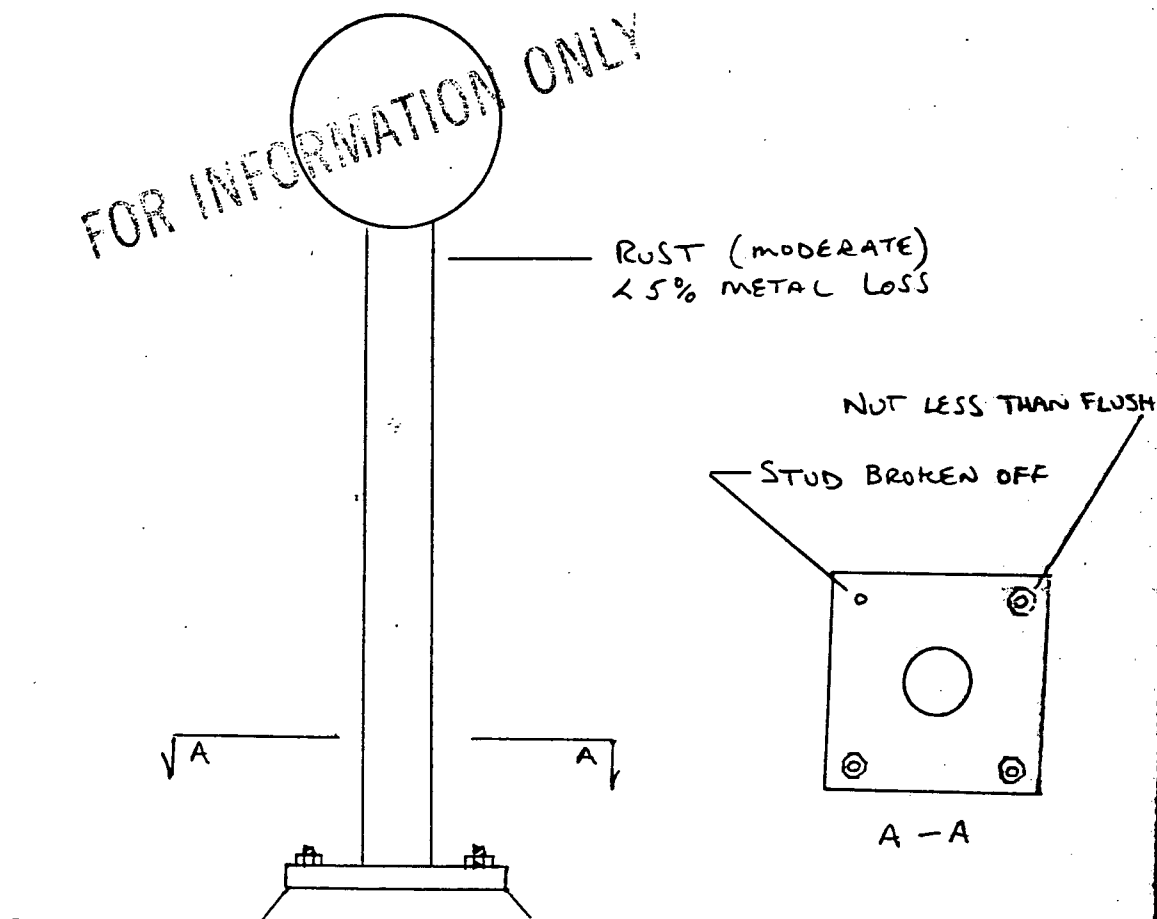 FOR INFORMATION ONLY
RUST (MODERATE)
< 5% METAL LOSS
NUT LESS THAN FLUSH
STUD BROKEN OFF
A
A
A - A